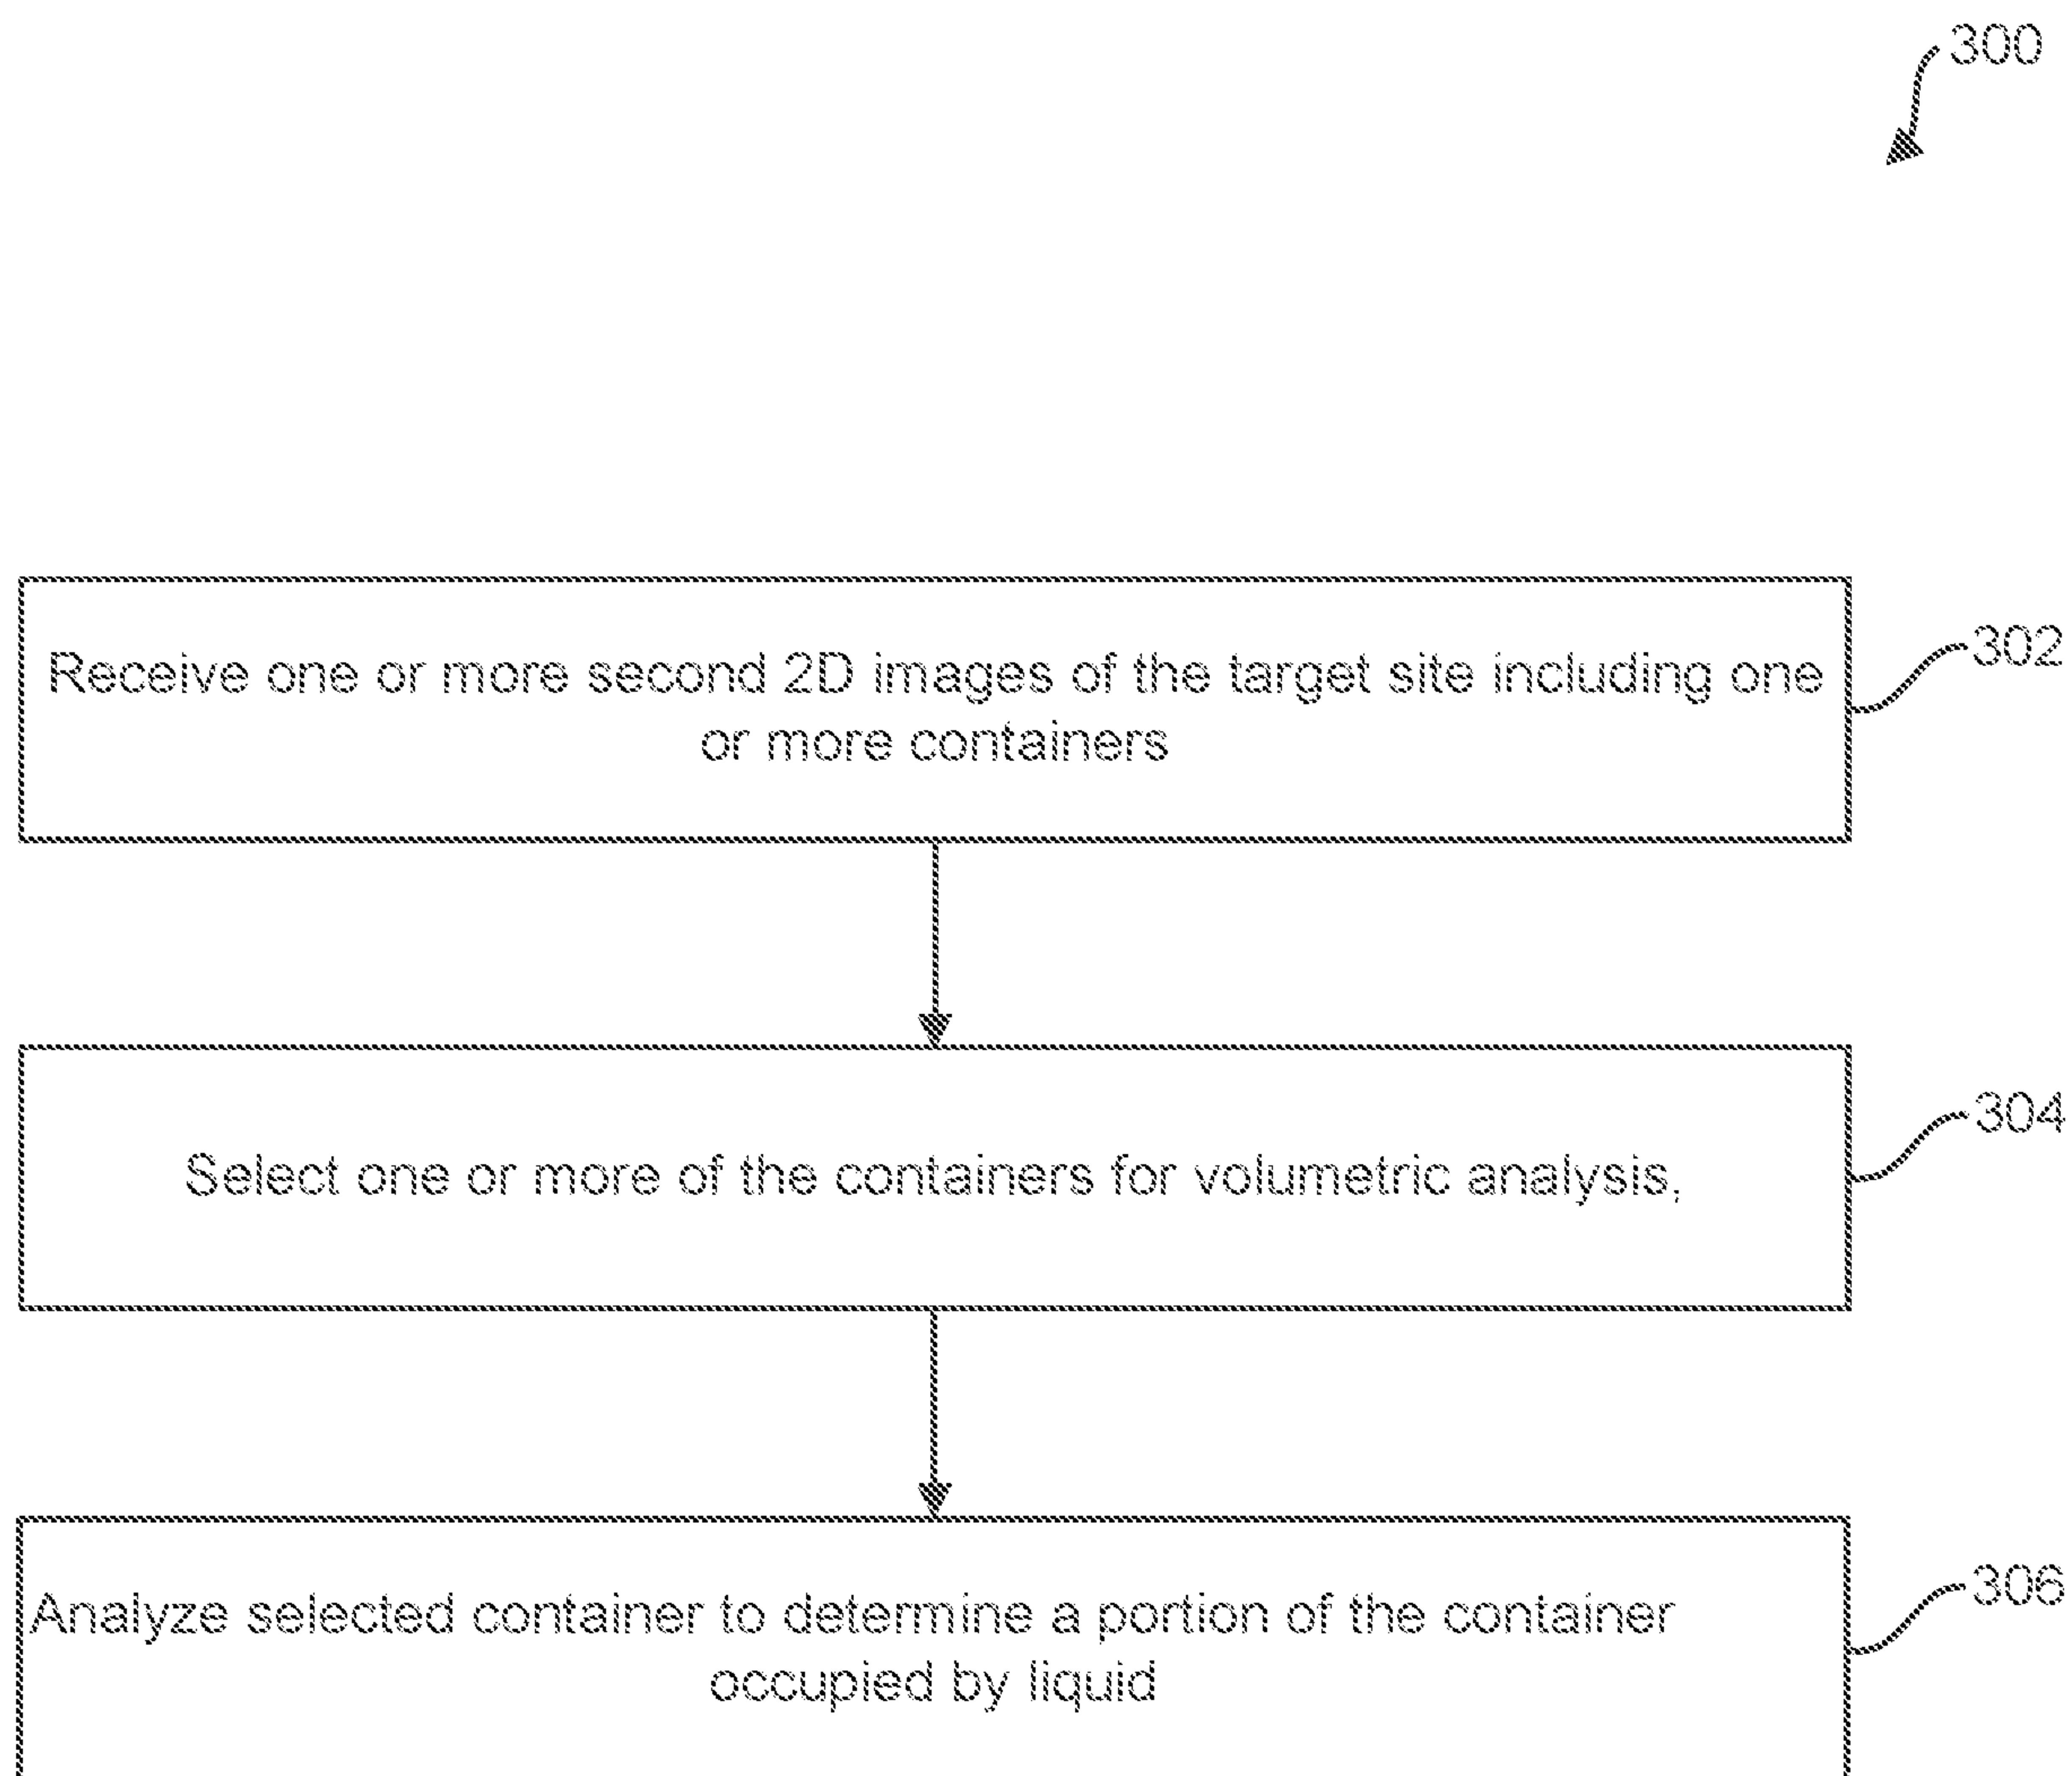 300
Receive one or more second 2D images of the target site including one
or more containers
302
Select one or more of the containers for volumetric analysis,
304
Analyze selected container to determine a portion of the container
occupied by liquid
306